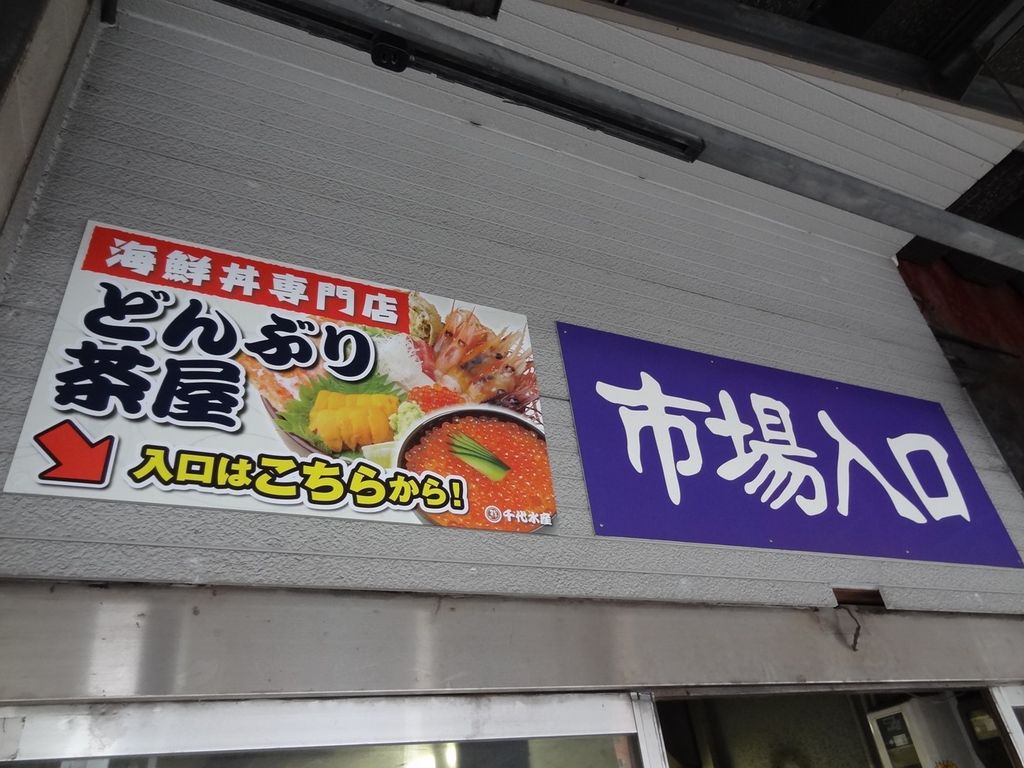 海鮮丼専門店
どんぶり
茶屋
入口はこちらから!
千代水産
市場入口